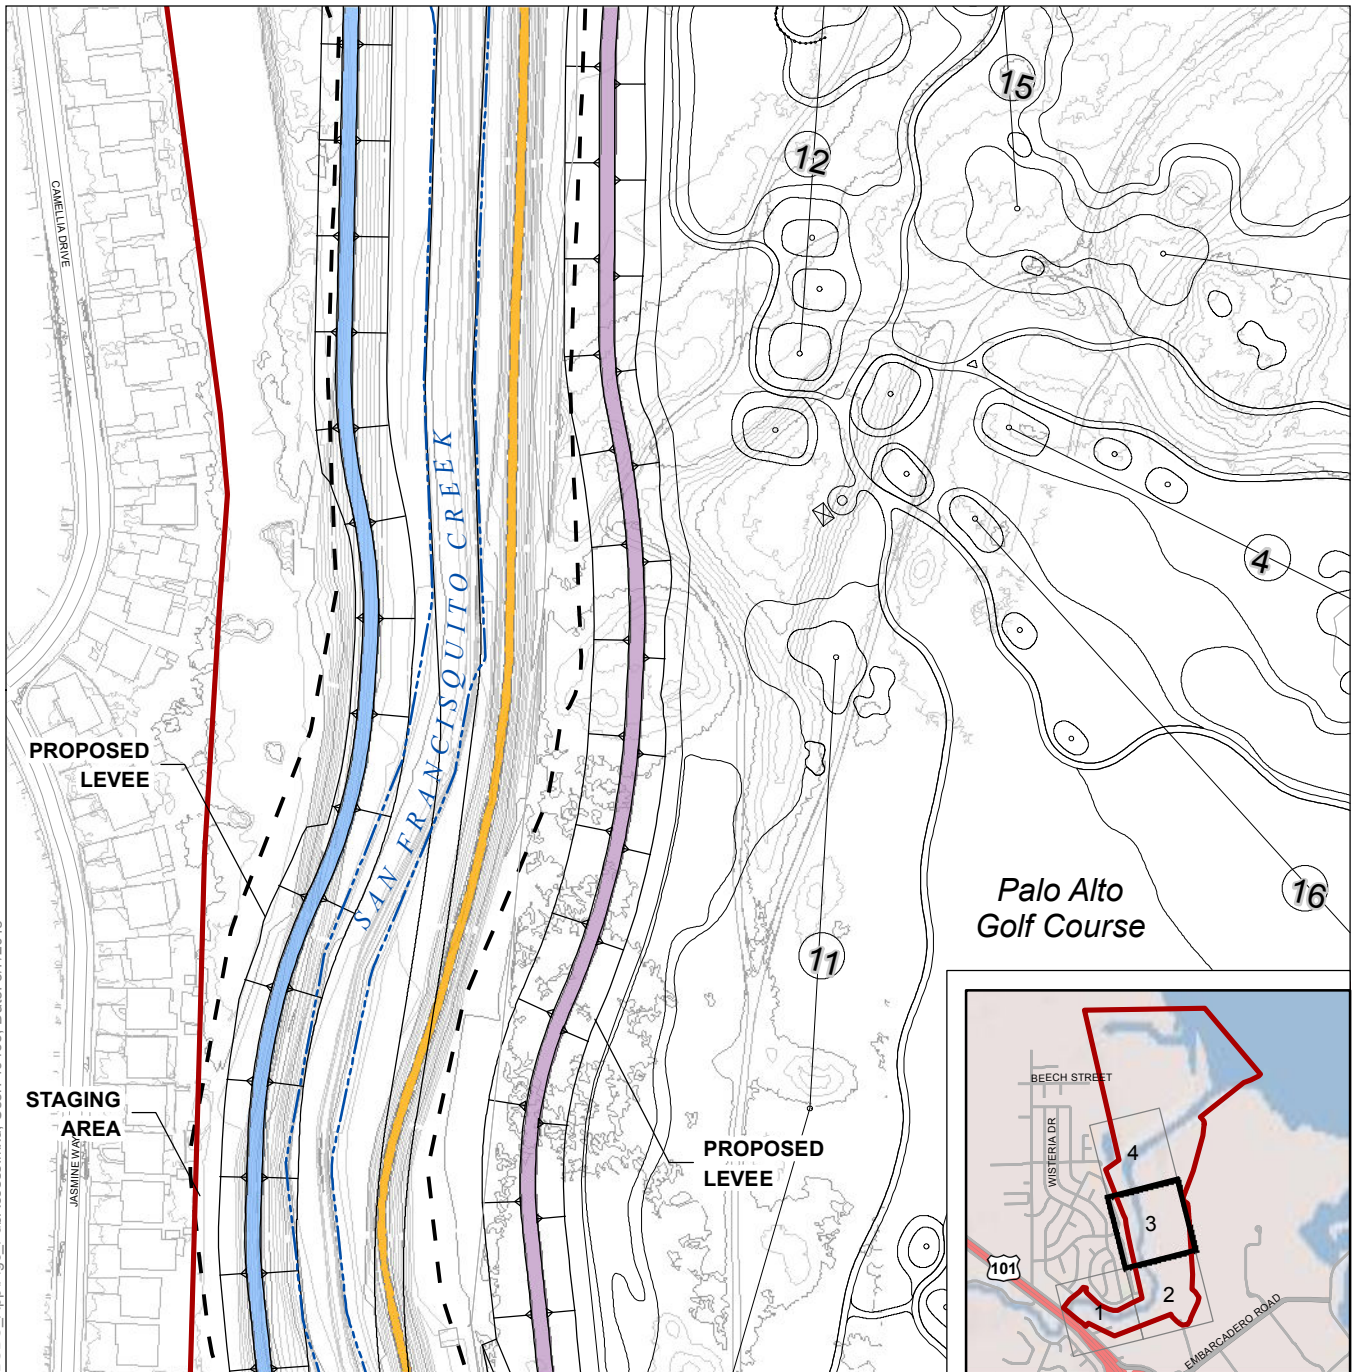 15
12
CAMELLIA DRIVE
SAN FRANCISQUITO CREEK
4
PROPOSED
LEVEE
16
Palo Alto
Golf Course
11
STAGING
AREA
JASMINE WAY
PROPOSED
LEVEE
BEECH STREET
WISTERIA DR
4
3
101
2
1
EMBARCADERO ROAD